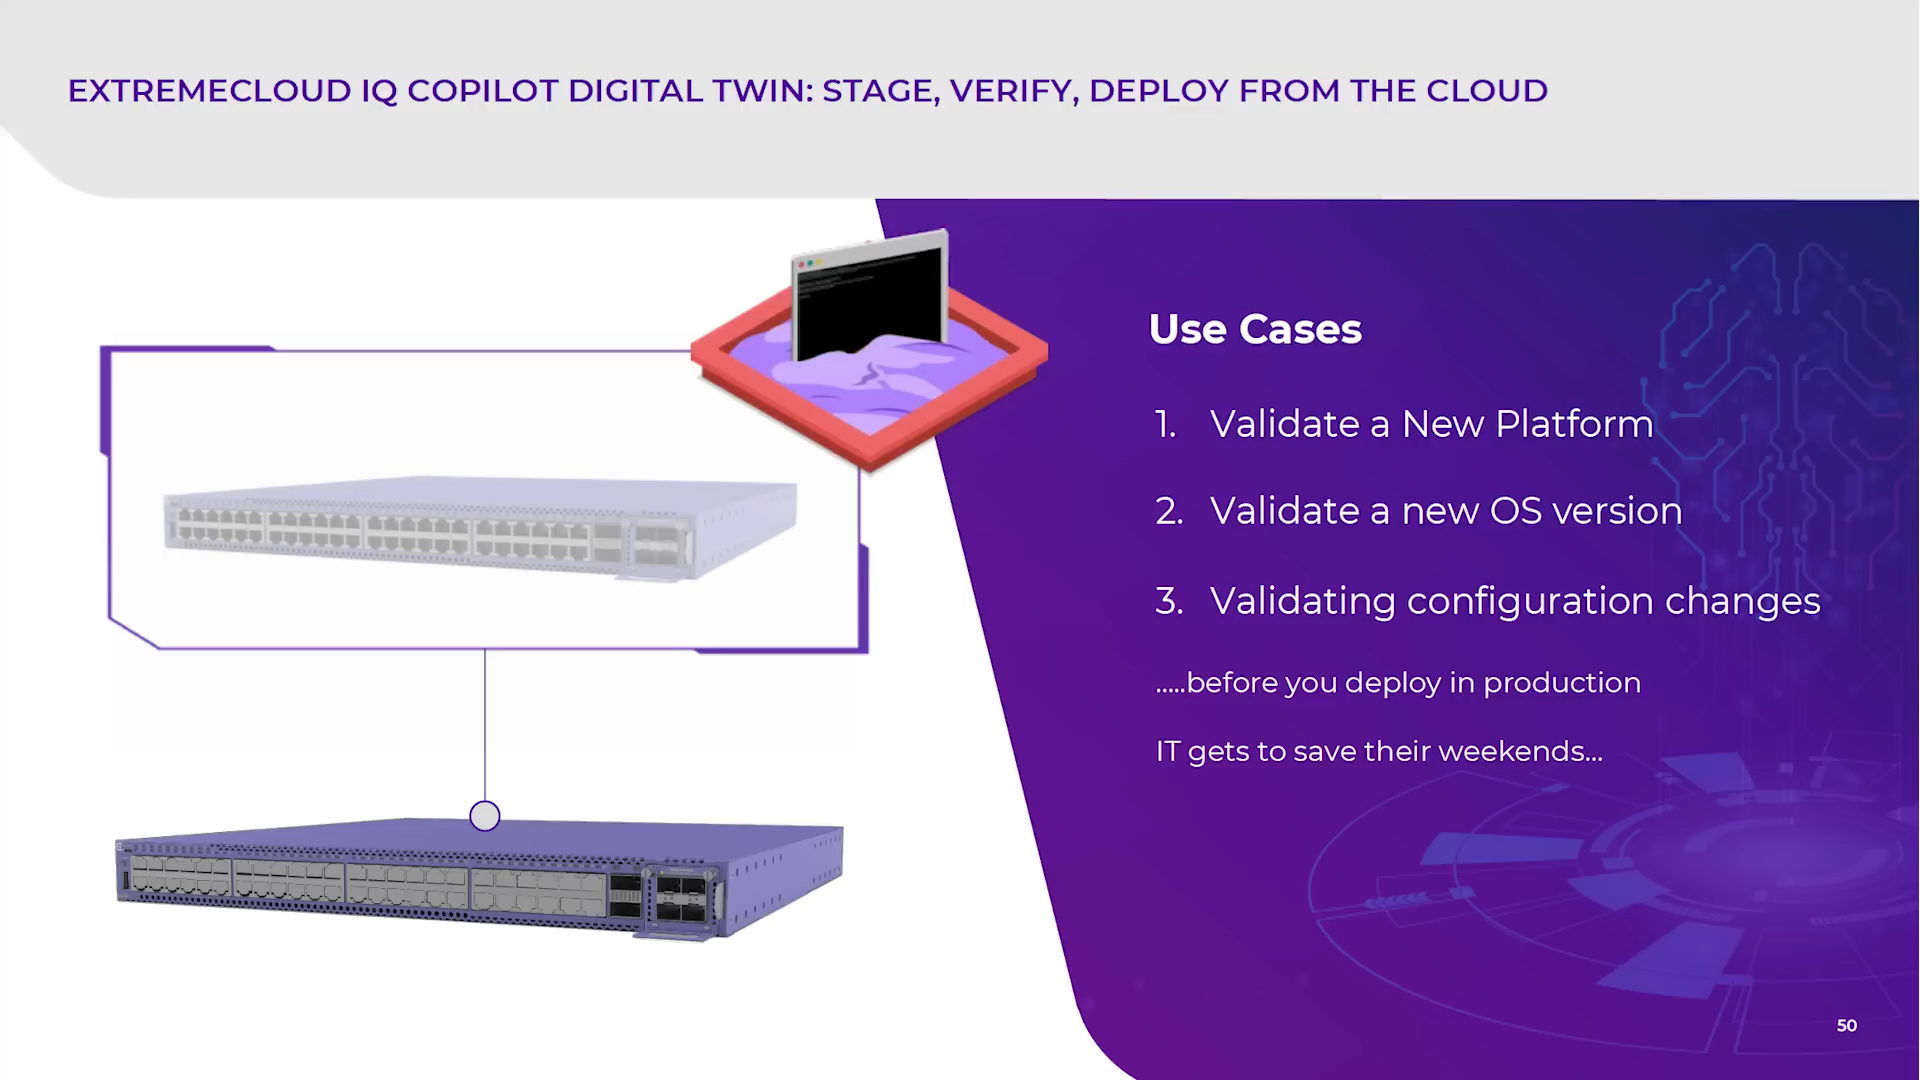 EXTREMECLOUD IQ COPILOT DIGITAL TWIN: STAGE, VERIFY, DEPLOY FROM THE CLOUD
Use Cases
1. Validate a New Platform
2. Validate a new OS version
3. Validating configuration changes
.....before you deploy in production
IT gets to save their weekends...
50